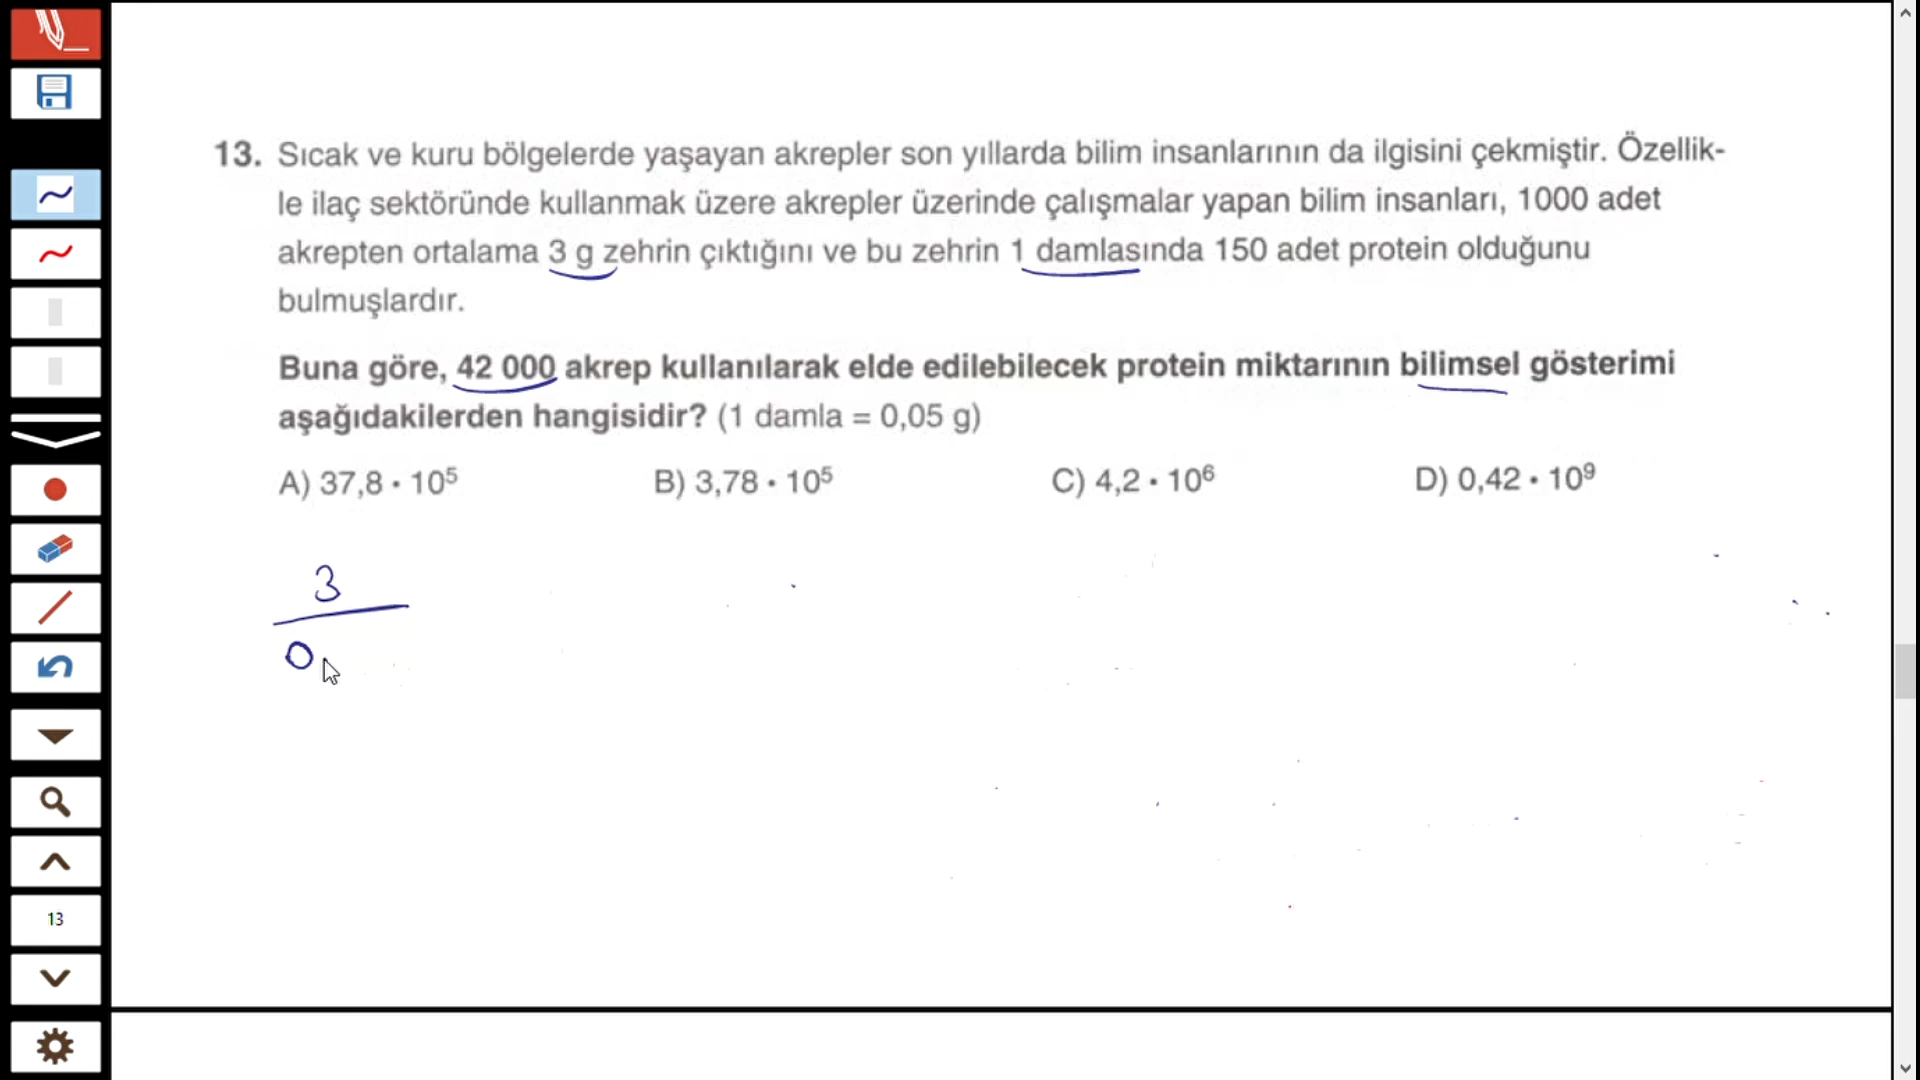 13. Sıcak ve kuru bölgelerde yaşayan akrepler son yıllarda bilim insanlarının da ilgisini çekmiştir. Özellik-
le ilaç sektöründe kullanmak üzere akrepler üzerinde çalışmalar yapan bilim insanları, 1000 adet
akrepten ortalama 3 g zehrin çıktığını ve bu zehrin 1 damlasında 150 adet protein olduğunu
bulmuşlardır.
Buna göre, 42 000 akrep kullanılarak elde edilebilecek protein miktarının bilimsel gösterimi
aşağıdakilerden hangisidir? (1 damla = 0,05 g)
A) 37,8 · 10⁵ B) 3,78 · 10⁵ C) 4,2 · 10⁶ D) 0,42 · 10⁹
3
0
13